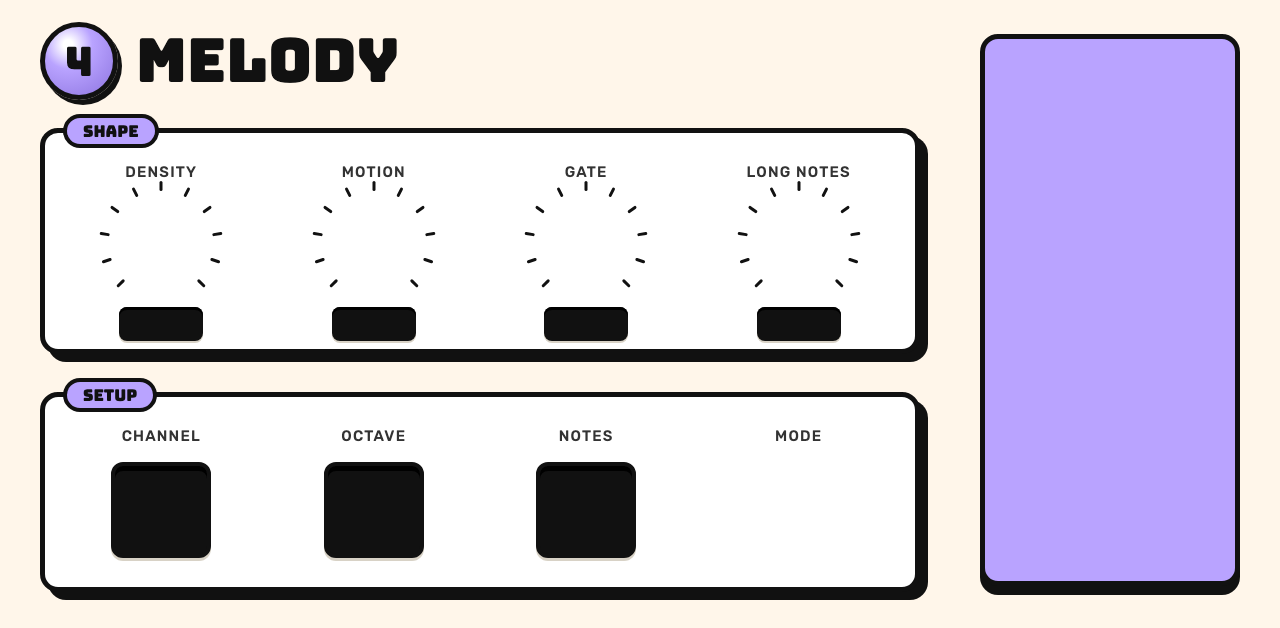 4 MELODY
SHAPE
DENSITY MOTION GATE LONG NOTES
SETUP
CHANNEL OCTAVE NOTES MODE